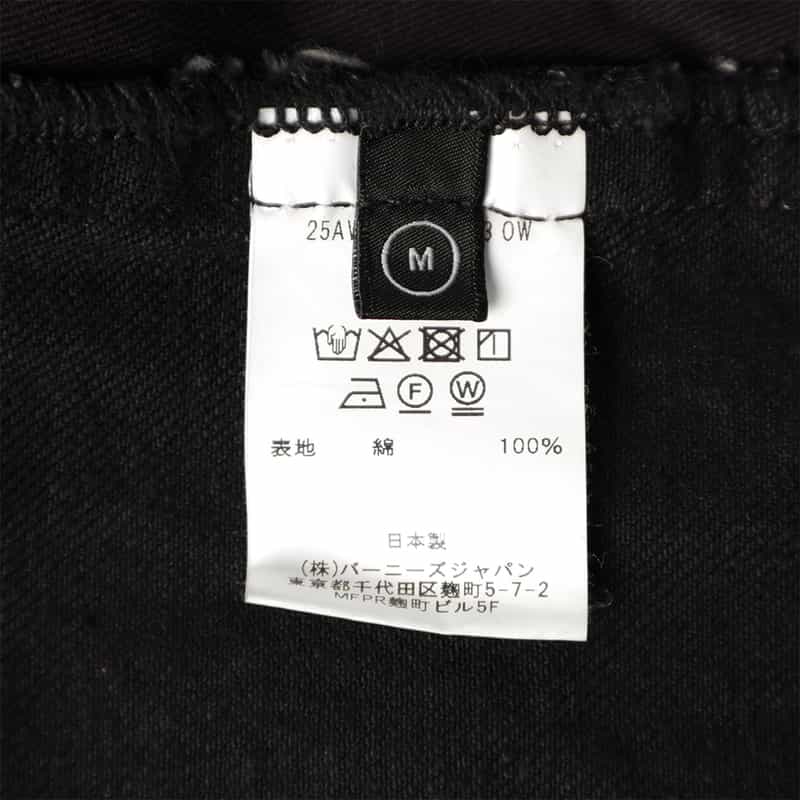 25A
OW
M
F
W
表地 綿 100%
日本製
(株)バーニーズジャパン
東京都千代田区麹町5-7-2
MFPR麹町ビル5F